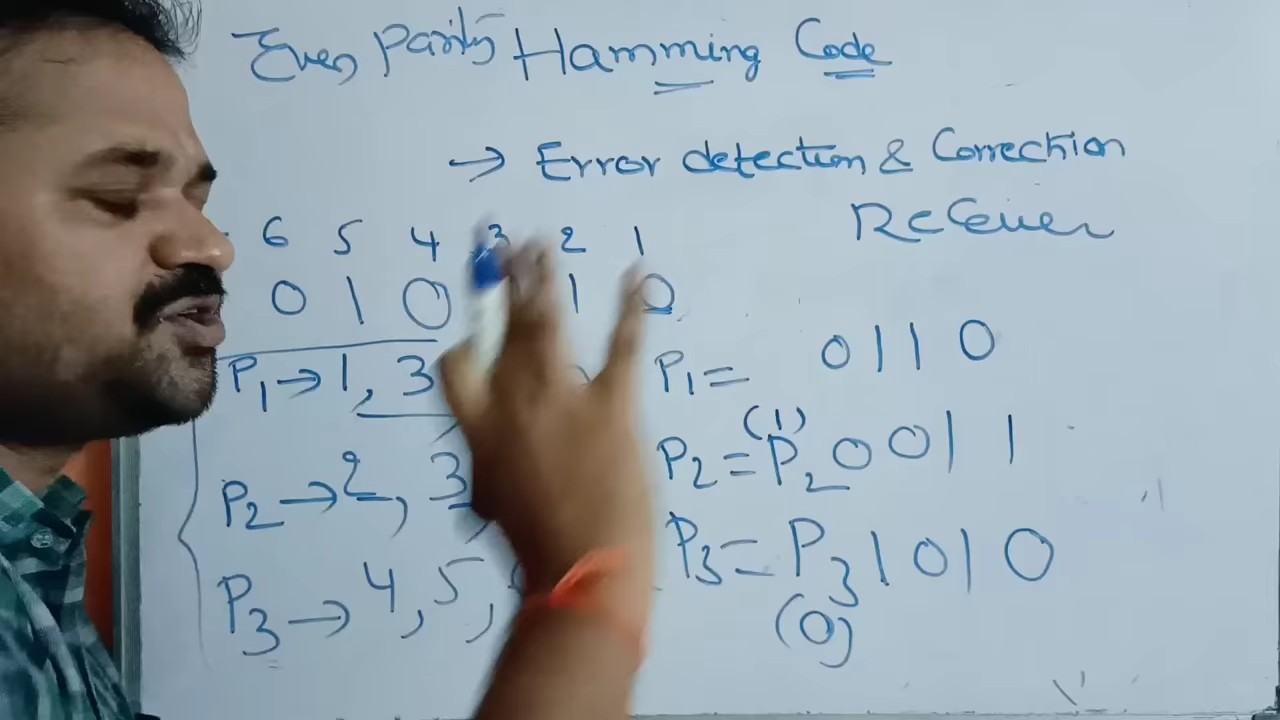 Even Parity Hamming Code
→ Error detection & Correction
Receiver
6 5 4 3 2 1
0 1 0 1 0
P1→1, 3
P1= 0 1 1 0
(1)
P2→2, 3,
P2=P2 0 0 1 1
P3→4, 5,
P3=P3 1 0 1 0
(0)